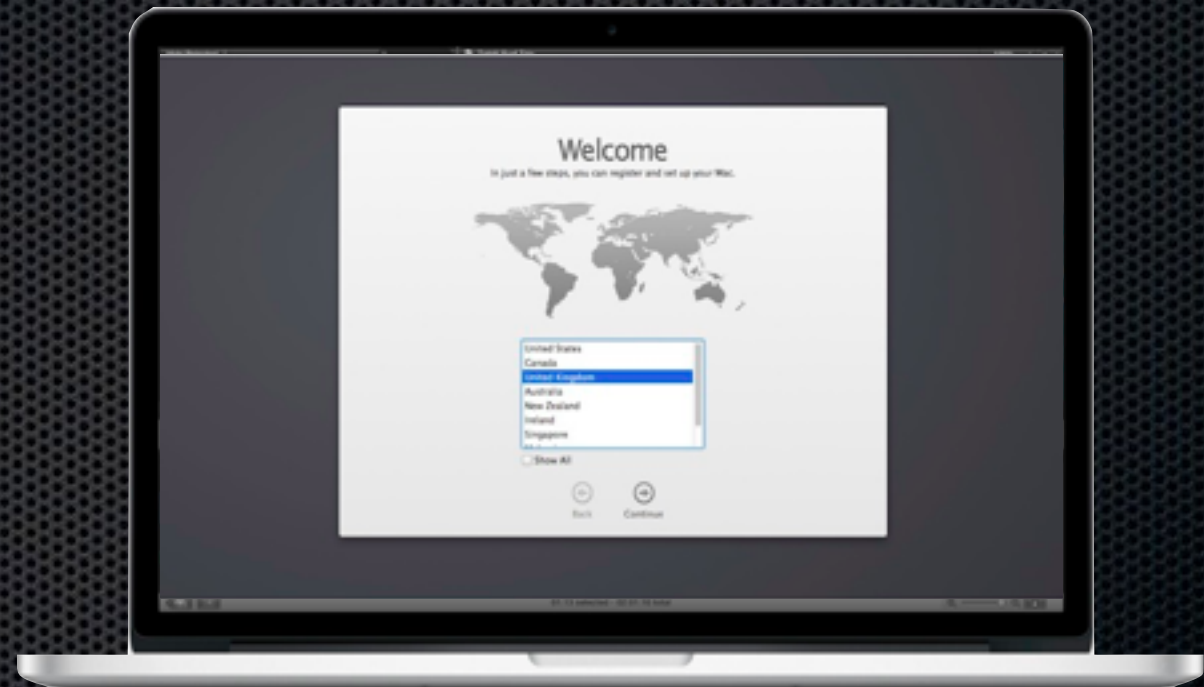 Welcome
In just a few steps, you can register and set up your Mac.
United States
Canada
United Kingdom
Australia
New Zealand
Ireland
Singapore
Show All
Back
Continue